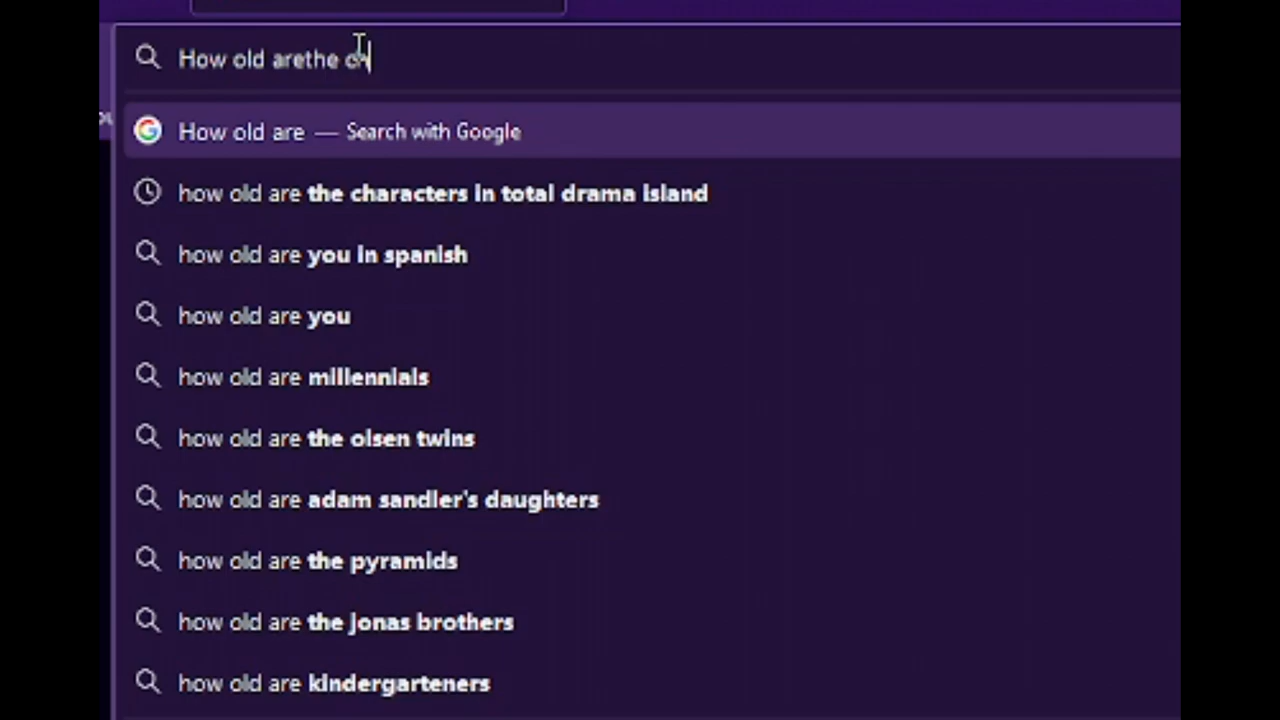 How old arethe ch
How old are — Search with Google
how old are the characters in total drama island
how old are you in spanish
how old are you
how old are millennials
how old are the olsen twins
how old are adam sandler's daughters
how old are the pyramids
how old are the jonas brothers
how old are kindergarteners